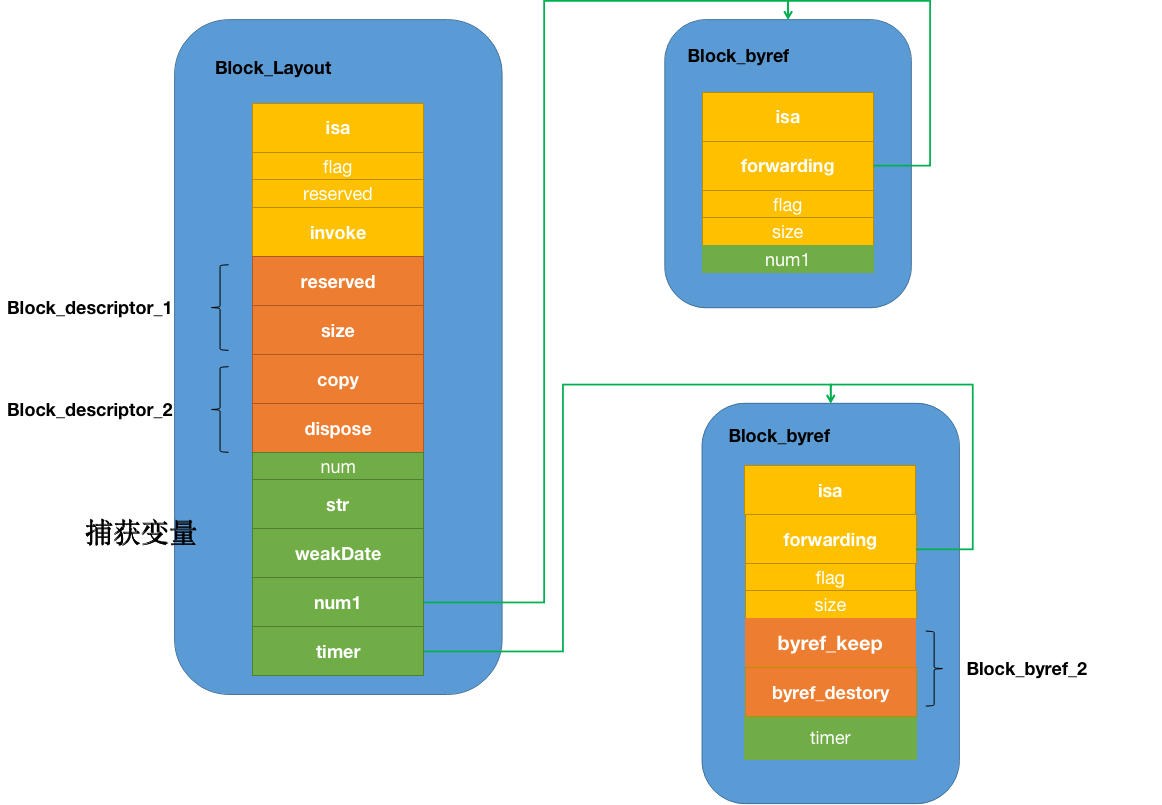 Block_Layout
isa
flag
reserved
invoke
Block_descriptor_1
reserved
size
Block_descriptor_2
copy
dispose
捕获变量
num
str
weakDate
num1
timer
Block_byref
isa
forwarding
flag
size
num1
Block_byref
isa
forwarding
flag
size
byref_keep
byref_destory
Block_byref_2
timer